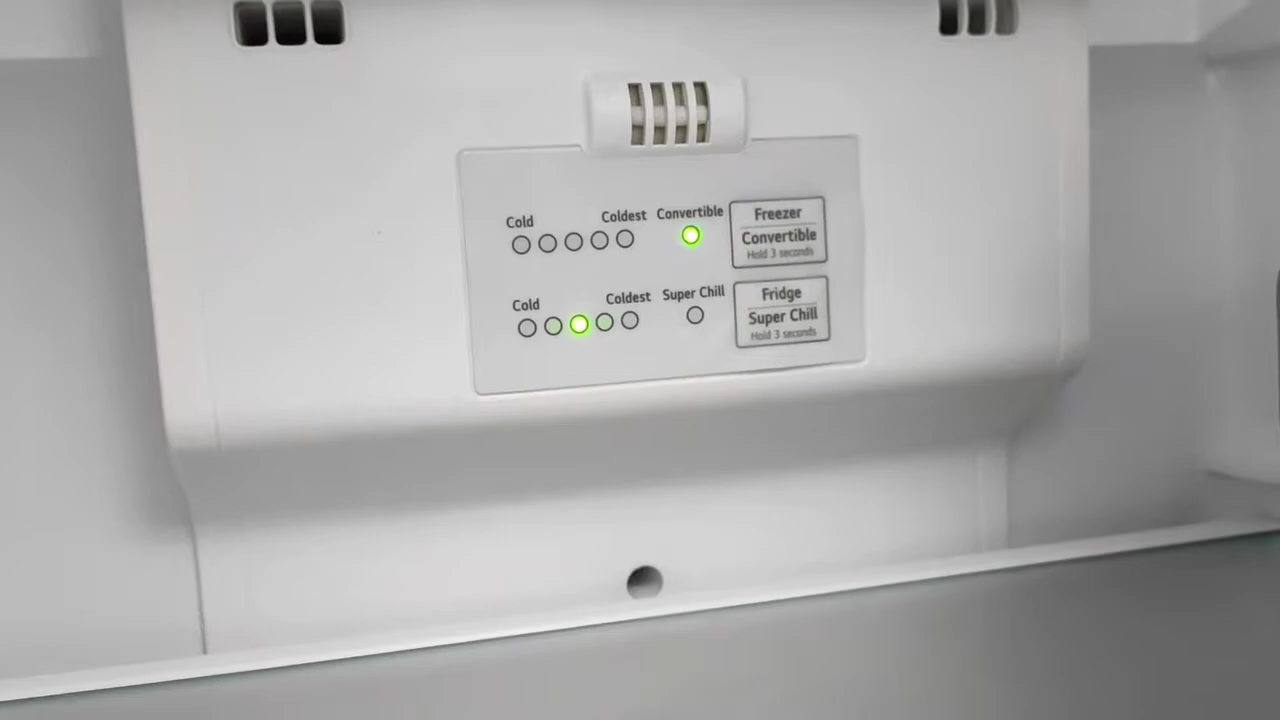 Cold Coldest Convertible
Freezer
Convertible
Hold 3 seconds
Cold Coldest Super Chill
Fridge
Super Chill
Hold 3 seconds